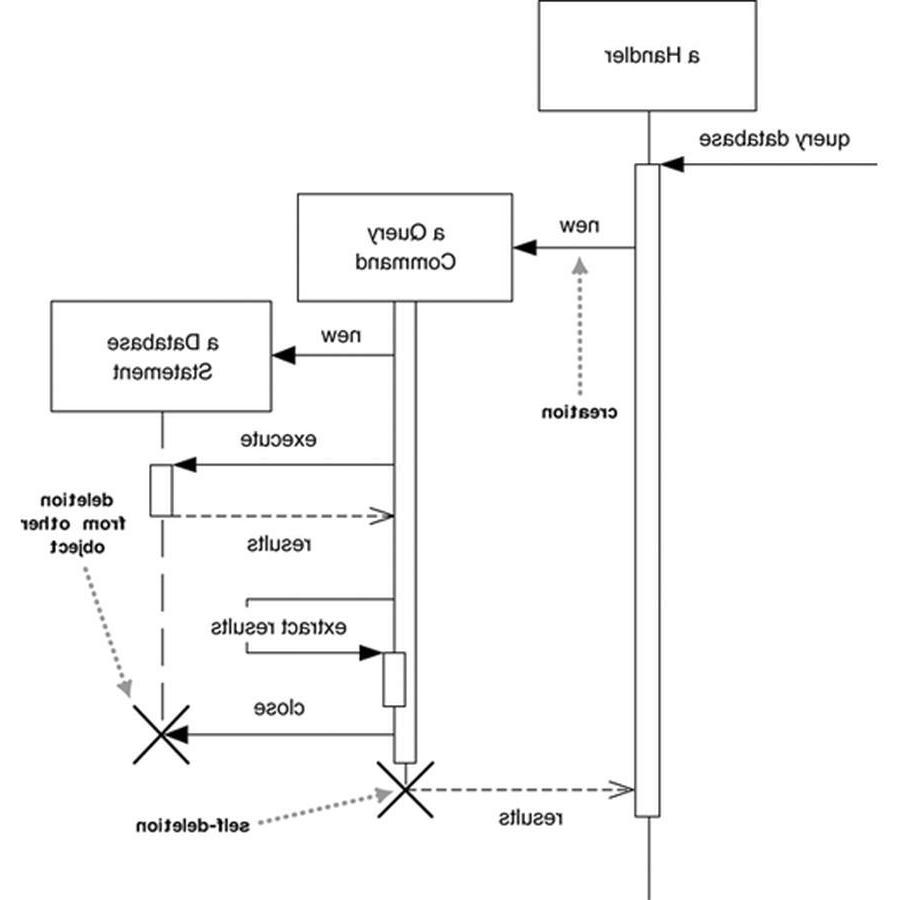 a Handler
query database
new
a Query
Command
new
a Database
Statement
creation
execute
deletion
from other
object
results
extract results
close
results
self-deletion